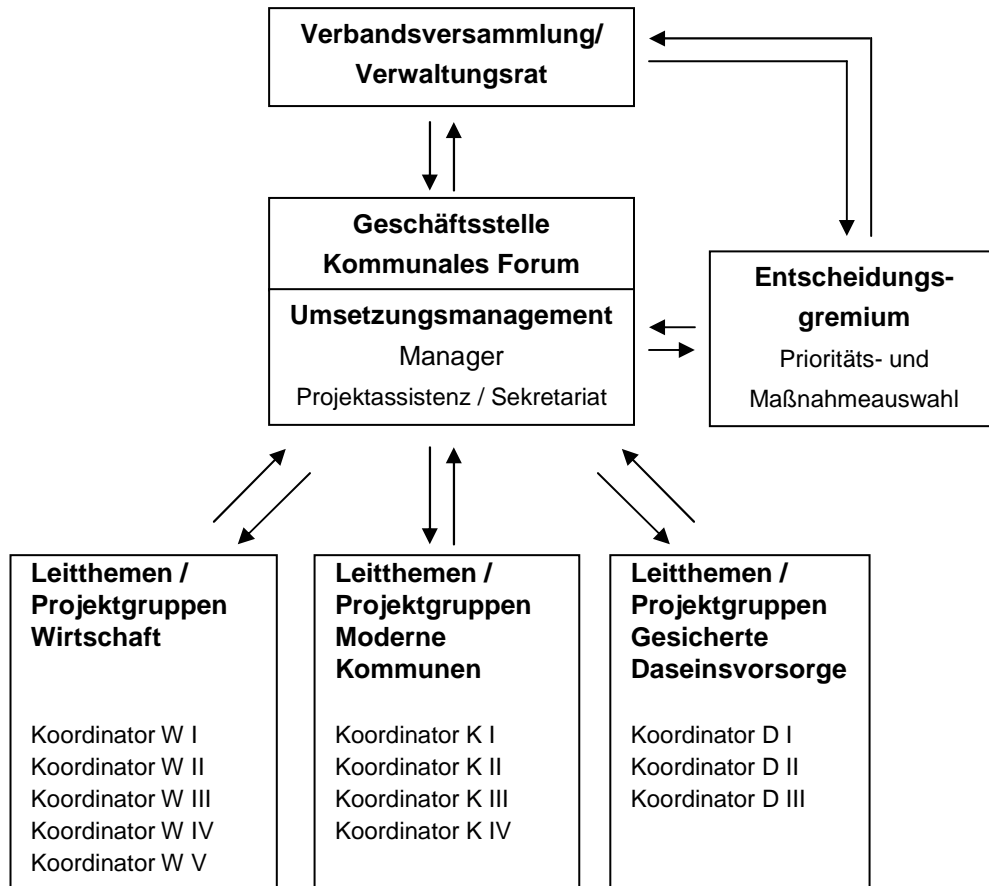 Verbandsversammlung/
Verwaltungsrat
Geschäftsstelle
Kommunales Forum
Umsetzungsmanagement
Manager
Projektassistenz / Sekretariat
Entscheidungs-
gremium
Prioritäts- und
Maßnahmeauswahl
Leitthemen /
Projektgruppen
Wirtschaft
Koordinator W I
Koordinator W II
Koordinator W III
Koordinator W IV
Koordinator W V
Leitthemen /
Projektgruppen
Moderne
Kommunen
Koordinator K I
Koordinator K II
Koordinator K III
Koordinator K IV
Leitthemen /
Projektgruppen
Gesicherte
Daseinsvorsorge
Koordinator D I
Koordinator D II
Koordinator D III